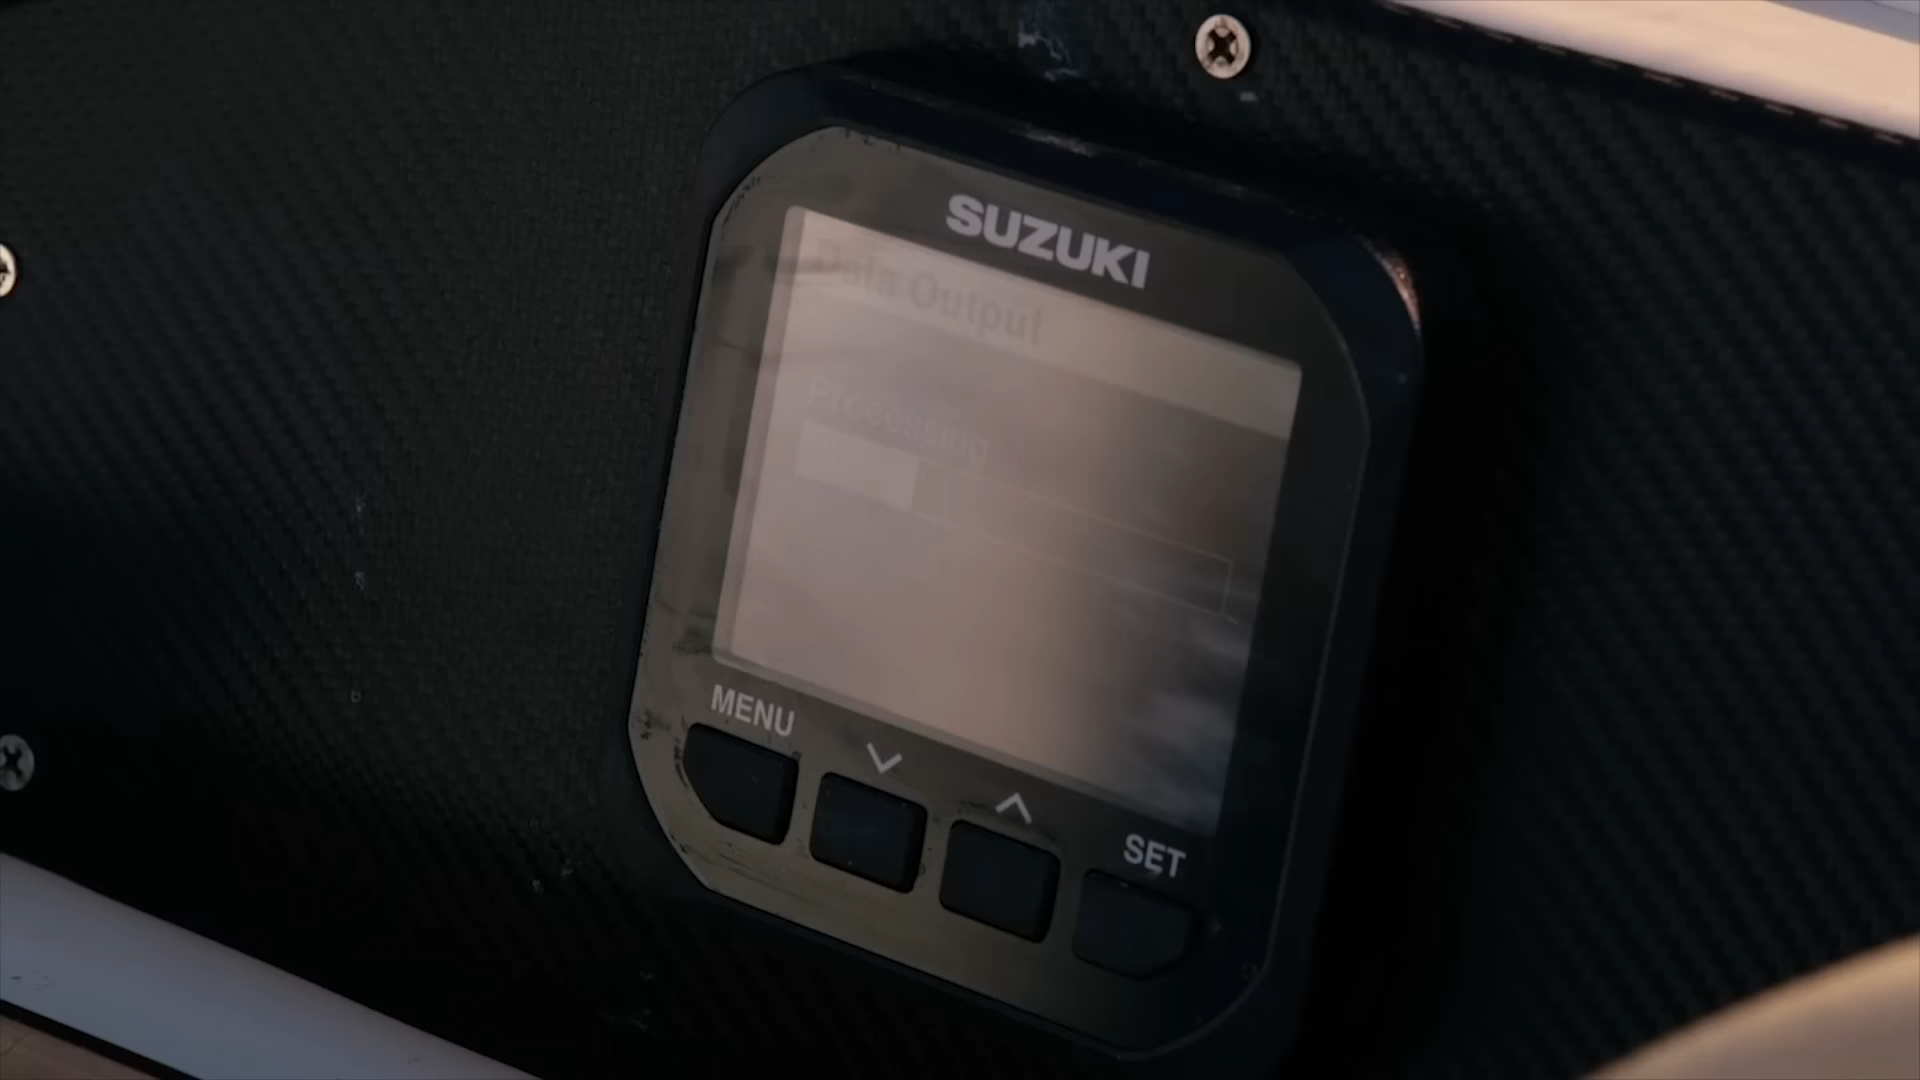 SUZUKI
Data Output
Processing
MENU
SET